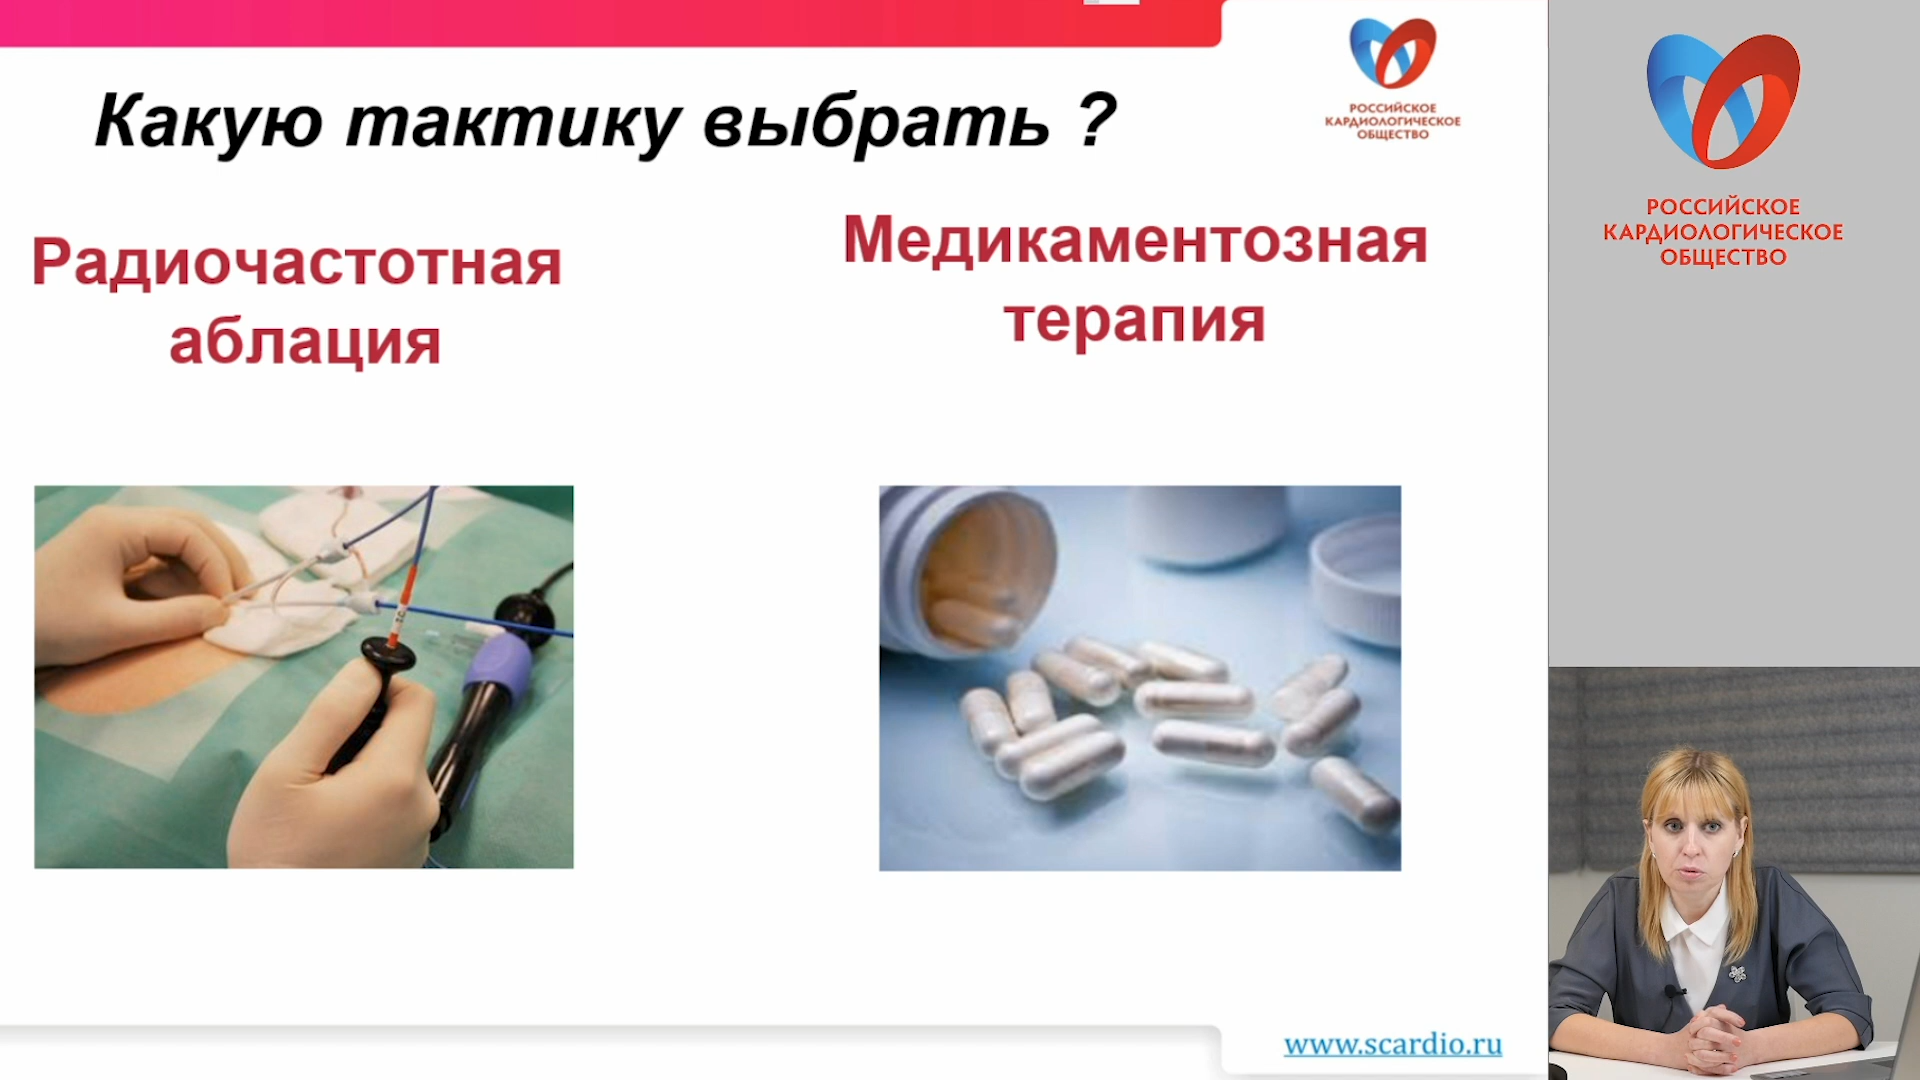 Какую тактику выбрать ?
РОССИЙСКОЕ
КАРДИОЛОГИЧЕСКОЕ
ОБЩЕСТВО
Радиочастотная
аблация
Медикаментозная
терапия
www.scardio.ru
РОССИЙСКОЕ
КАРДИОЛОГИЧЕСКОЕ
ОБЩЕСТВО